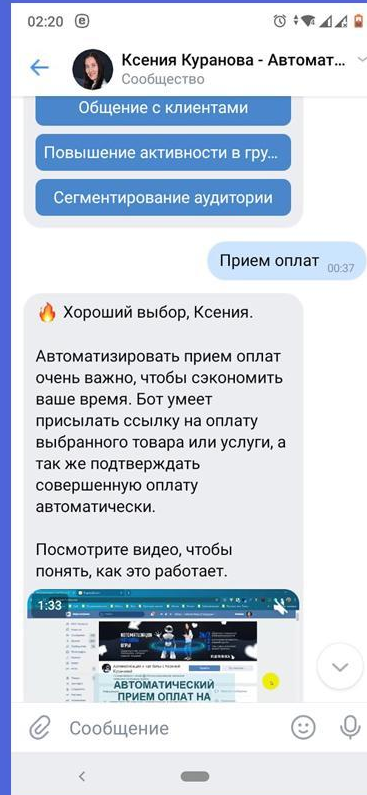 02:20
Ксения Куранова - Автомат...
Сообщество
Общение с клиентами
Повышение активности в гру...
Сегментирование аудитории
Прием оплат
00:37
🔥 Хороший выбор, Ксения.
Автоматизировать прием оплат
очень важно, чтобы сэкономить
ваше время. Бот умеет
присылать ссылку на оплату
выбранного товара или услуги, а
так же подтверждать
совершенную оплату
автоматически.
Посмотрите видео, чтобы
понять, как это работает.
1:33
АВТОМАТИЧЕСКИЙ
ПРИЕМ ОПЛАТ НА
Сообщение